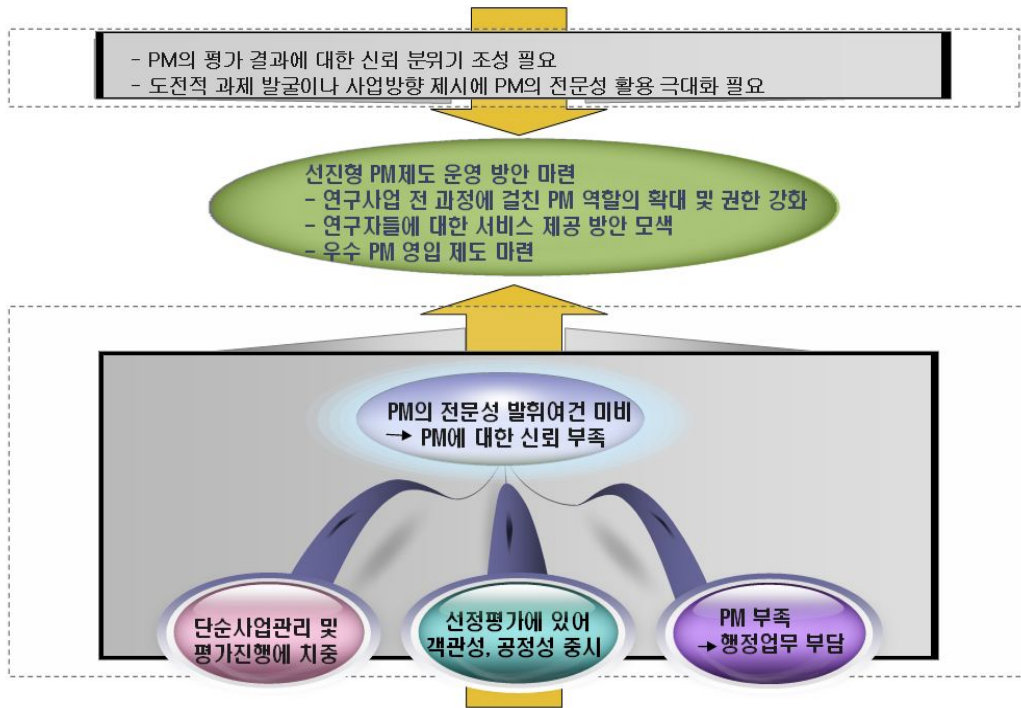 - PM의 평가 결과에 대한 신뢰 분위기 조성 필요
- 도전적 과제 발굴이나 사업방향 제시에 PM의 전문성 활용 극대화 필요
선진형 PM제도 운영 방안 마련
- 연구사업 전 과정에 걸친 PM 역할의 확대 및 권한 강화
- 연구자들에 대한 서비스 제공 방안 모색
- 우수 PM 영입 제도 마련
PM의 전문성 발휘여건 미비
→ PM에 대한 신뢰 부족
단순사업관리 및
평가진행에 치중
선정평가에 있어
객관성, 공정성 중시
PM 부족
→행정업무 부담